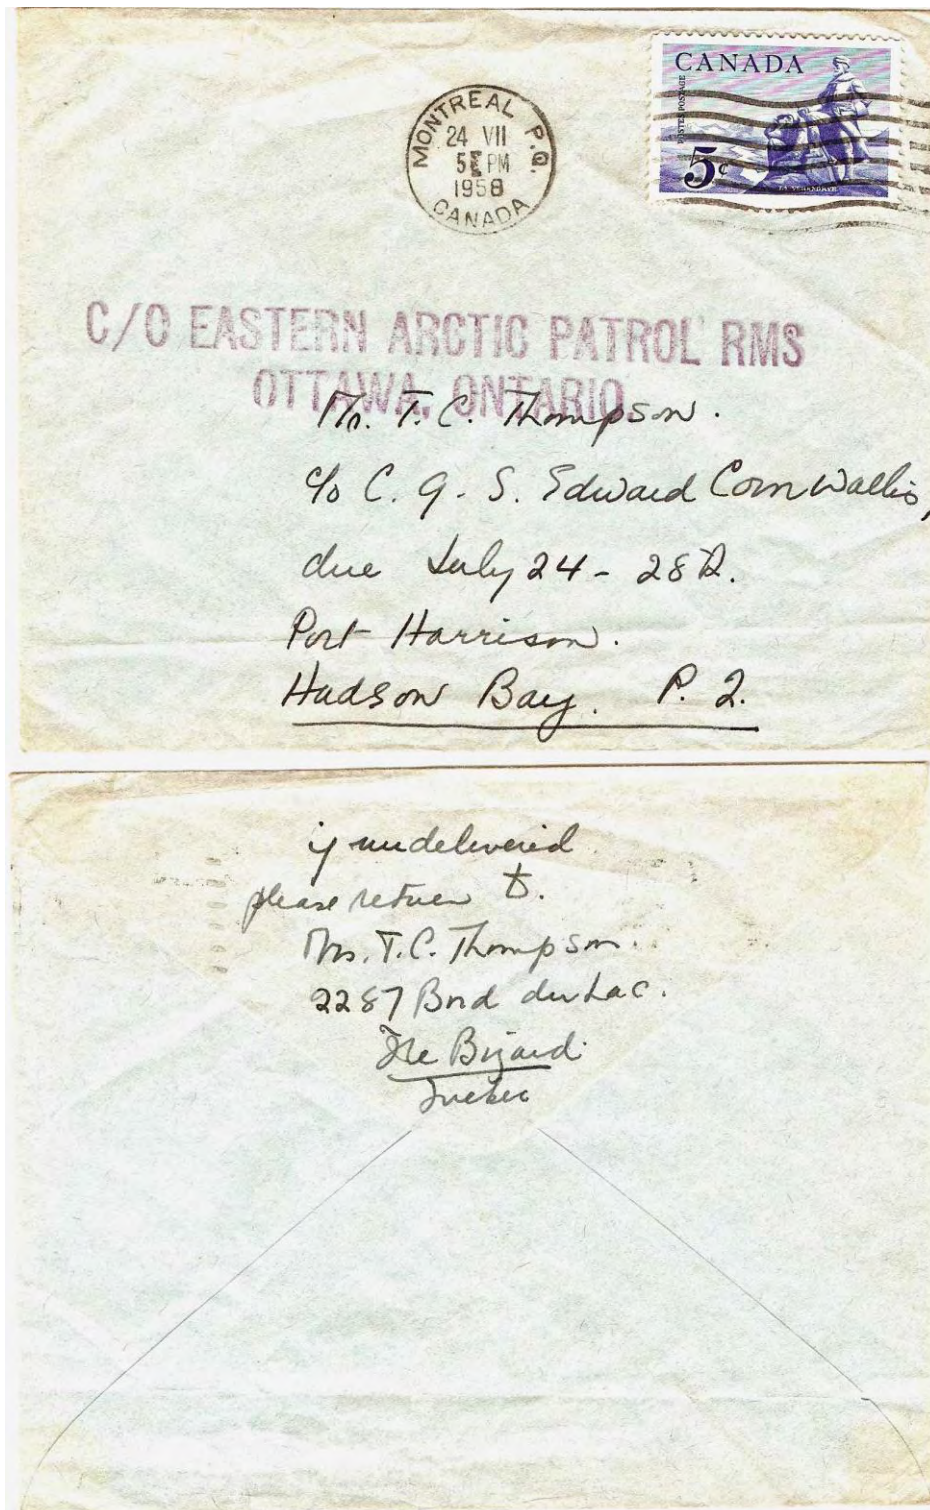 CANADA
POSTES POSTAGE
5¢
LA VERENDRYE
MONTREAL P.Q.
24 VII
5 PM
1958
CANADA
C/O EASTERN ARCTIC PATROL RMS
OTTAWA, ONTARIO.
Mr. T. C. Thompson.
c/o C. G. S. Edward CornWallis,
due July 24 - 28th.
Port Harrison.
Hudson Bay. P. Q.
if undelivered
please return to.
Mrs. T. C. Thompson.
2287 Bord du Lac.
Ile Bizard.
Quebec